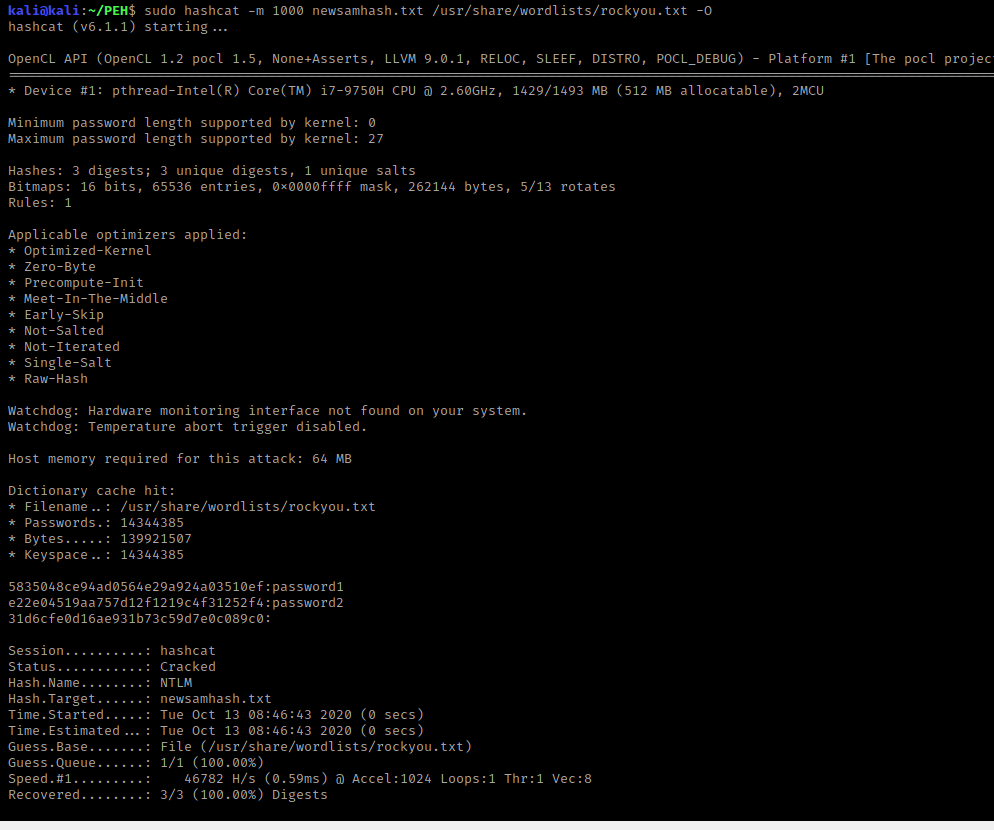 kali@kali:~/PEH$ sudo hashcat -m 1000 newsamhash.txt /usr/share/wordlists/rockyou.txt -O
hashcat (v6.1.1) starting...
OpenCL API (OpenCL 1.2 pocl 1.5, None+Asserts, LLVM 9.0.1, RELOC, SLEEF, DISTRO, POCL_DEBUG) - Platform #1 [The pocl projec
* Device #1: pthread-Intel(R) Core(TM) i7-9750H CPU @ 2.60GHz, 1429/1493 MB (512 MB allocatable), 2MCU
Minimum password length supported by kernel: 0
Maximum password length supported by kernel: 27
Hashes: 3 digests; 3 unique digests, 1 unique salts
Bitmaps: 16 bits, 65536 entries, 0x0000ffff mask, 262144 bytes, 5/13 rotates
Rules: 1
Applicable optimizers applied:
* Optimized-Kernel
* Zero-Byte
* Precompute-Init
* Meet-In-The-Middle
* Early-Skip
* Not-Salted
* Not-Iterated
* Single-Salt
* Raw-Hash
Watchdog: Hardware monitoring interface not found on your system.
Watchdog: Temperature abort trigger disabled.
Host memory required for this attack: 64 MB
Dictionary cache hit:
* Filename..: /usr/share/wordlists/rockyou.txt
* Passwords.: 14344385
* Bytes.....: 139921507
* Keyspace..: 14344385
5835048ce94ad0564e29a924a03510ef:password1
e22e04519aa757d12f1219c4f31252f4:password2
31d6cfe0d16ae931b73c59d7e0c089c0:
Session..........: hashcat
Status...........: Cracked
Hash.Name........: NTLM
Hash.Target......: newsamhash.txt
Time.Started.....: Tue Oct 13 08:46:43 2020 (0 secs)
Time.Estimated...: Tue Oct 13 08:46:43 2020 (0 secs)
Guess.Base.......: File (/usr/share/wordlists/rockyou.txt)
Guess.Queue......: 1/1 (100.00%)
Speed.#1.........:    46782 H/s (0.59ms) @ Accel:1024 Loops:1 Thr:1 Vec:8
Recovered........: 3/3 (100.00%) Digests